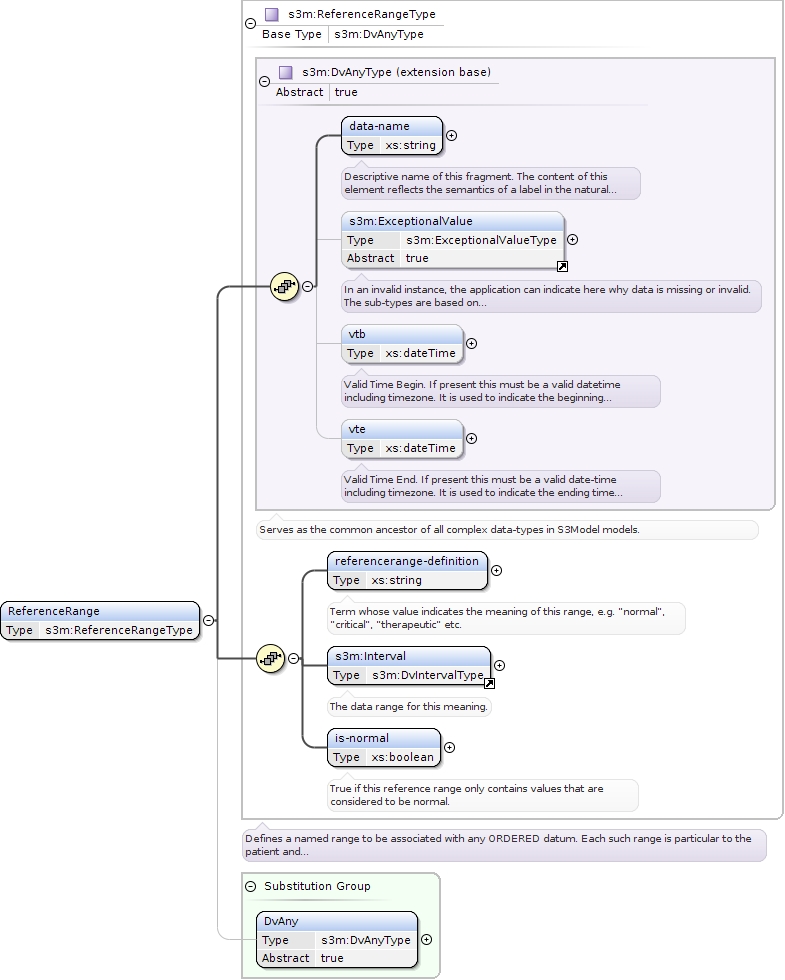 s3m:ReferenceRangeType
Base Type s3m:DvAnyType
s3m:DvAnyType (extension base)
Abstract true
data-name
Type xs:string
Descriptive name of this fragment. The content of this
element reflects the semantics of a label in the natural...
s3m:ExceptionalValue
Type s3m:ExceptionalValueType
Abstract true
In an invalid instance, the application can indicate here why data is missing or invalid.
The sub-types are based on...
vtb
Type xs:dateTime
Valid Time Begin. If present this must be a valid datetime
including timezone. It is used to indicate the beginning...
vte
Type xs:dateTime
Valid Time End. If present this must be a valid date-time
including timezone. It is used to indicate the ending time...
Serves as the common ancestor of all complex data-types in S3Model models.
referencerange-definition
Type xs:string
Term whose value indicates the meaning of this range, e.g. "normal",
"critical", "therapeutic" etc.
ReferenceRange
Type s3m:ReferenceRangeType
s3m:Interval
Type s3m:DvIntervalType
The data range for this meaning.
is-normal
Type xs:boolean
True if this reference range only contains values that are
considered to be normal.
Defines a named range to be associated with any ORDERED datum. Each such range is particular to the
patient and...
Substitution Group
DvAny
Type s3m:DvAnyType
Abstract true